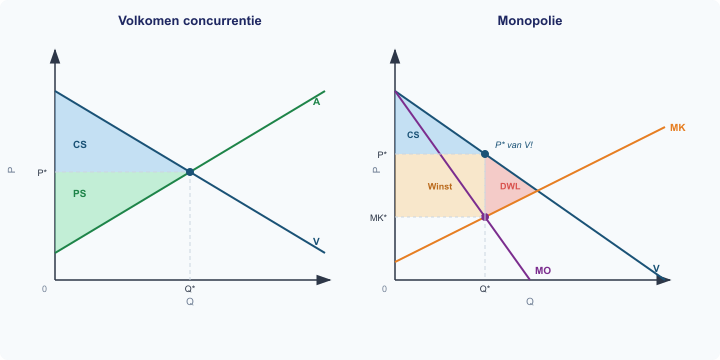 Volkomen concurrentie
A
CS
P*
P
PS
V
0
Q*
Q
Monopolie
MK
CS
P* van V!
P*
P
Winst
DWL
MK*
MO
V
0
Q*
Q